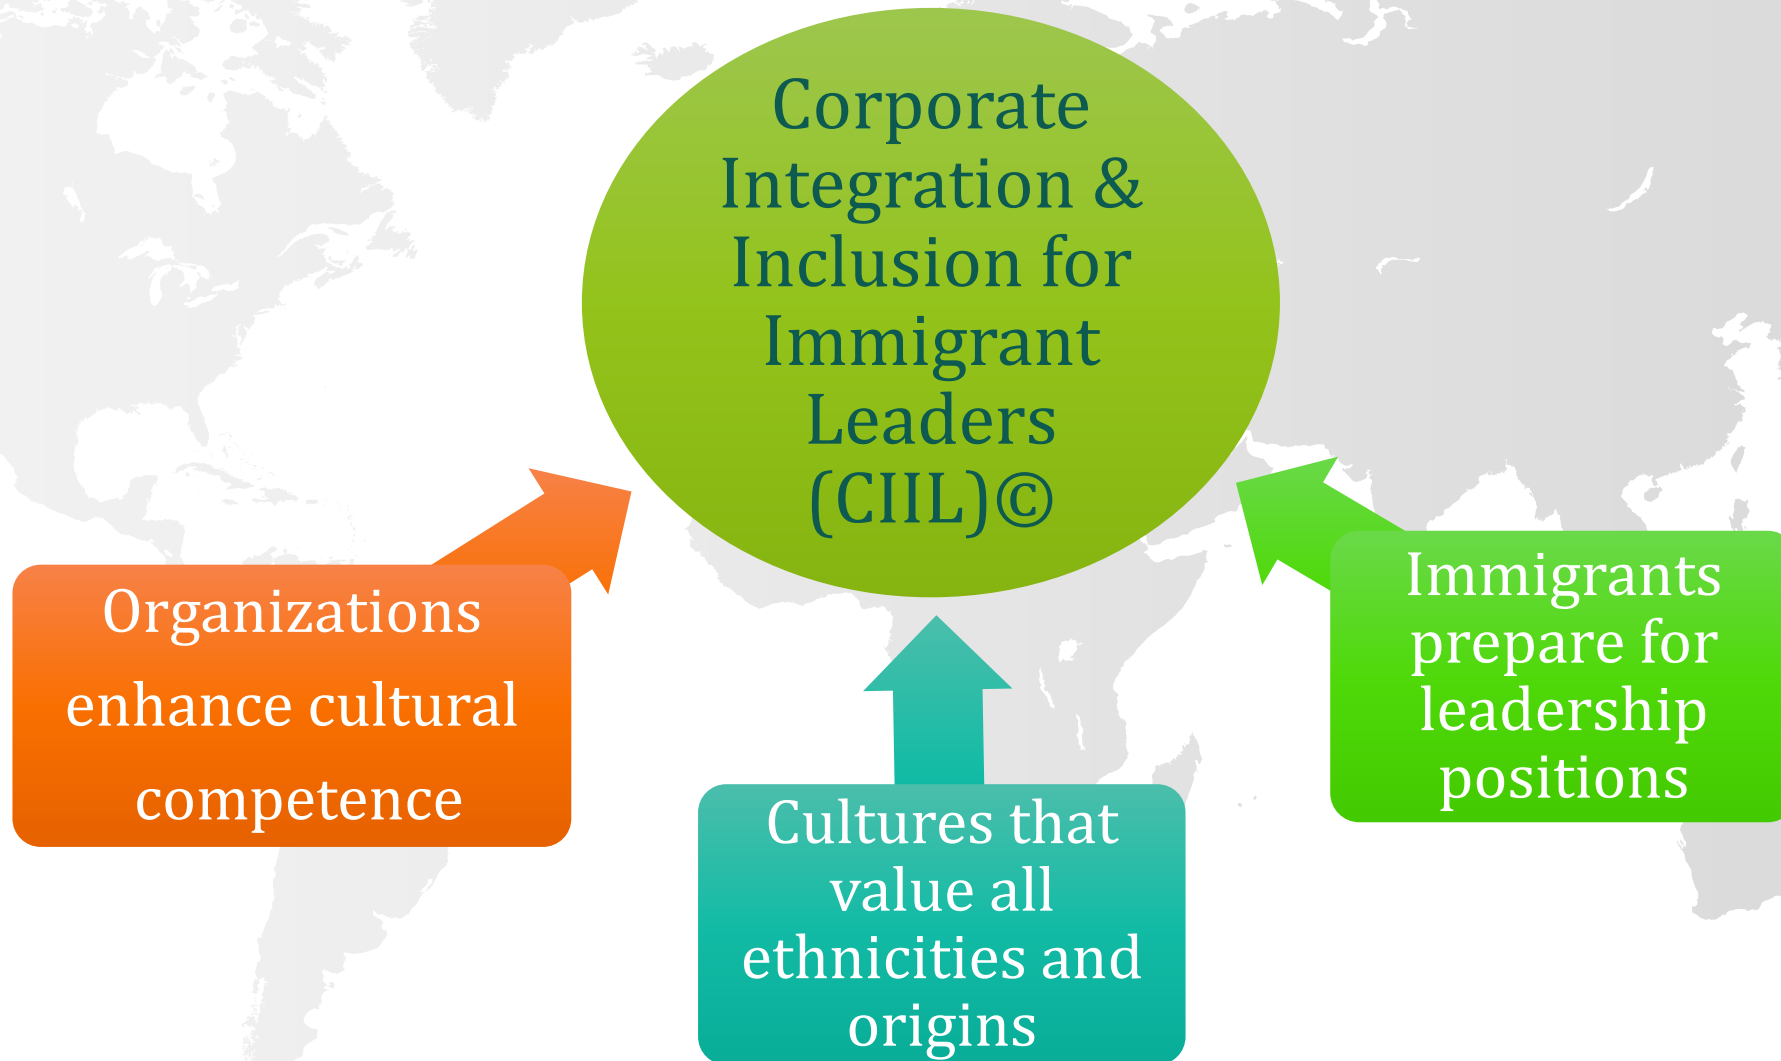 Corporate
Integration &
Inclusion for
Immigrant
Leaders
(CIIL)©
Organizations
enhance cultural
competence
Cultures that
value all
ethnicities and
origins
Immigrants
prepare for
leadership
positions